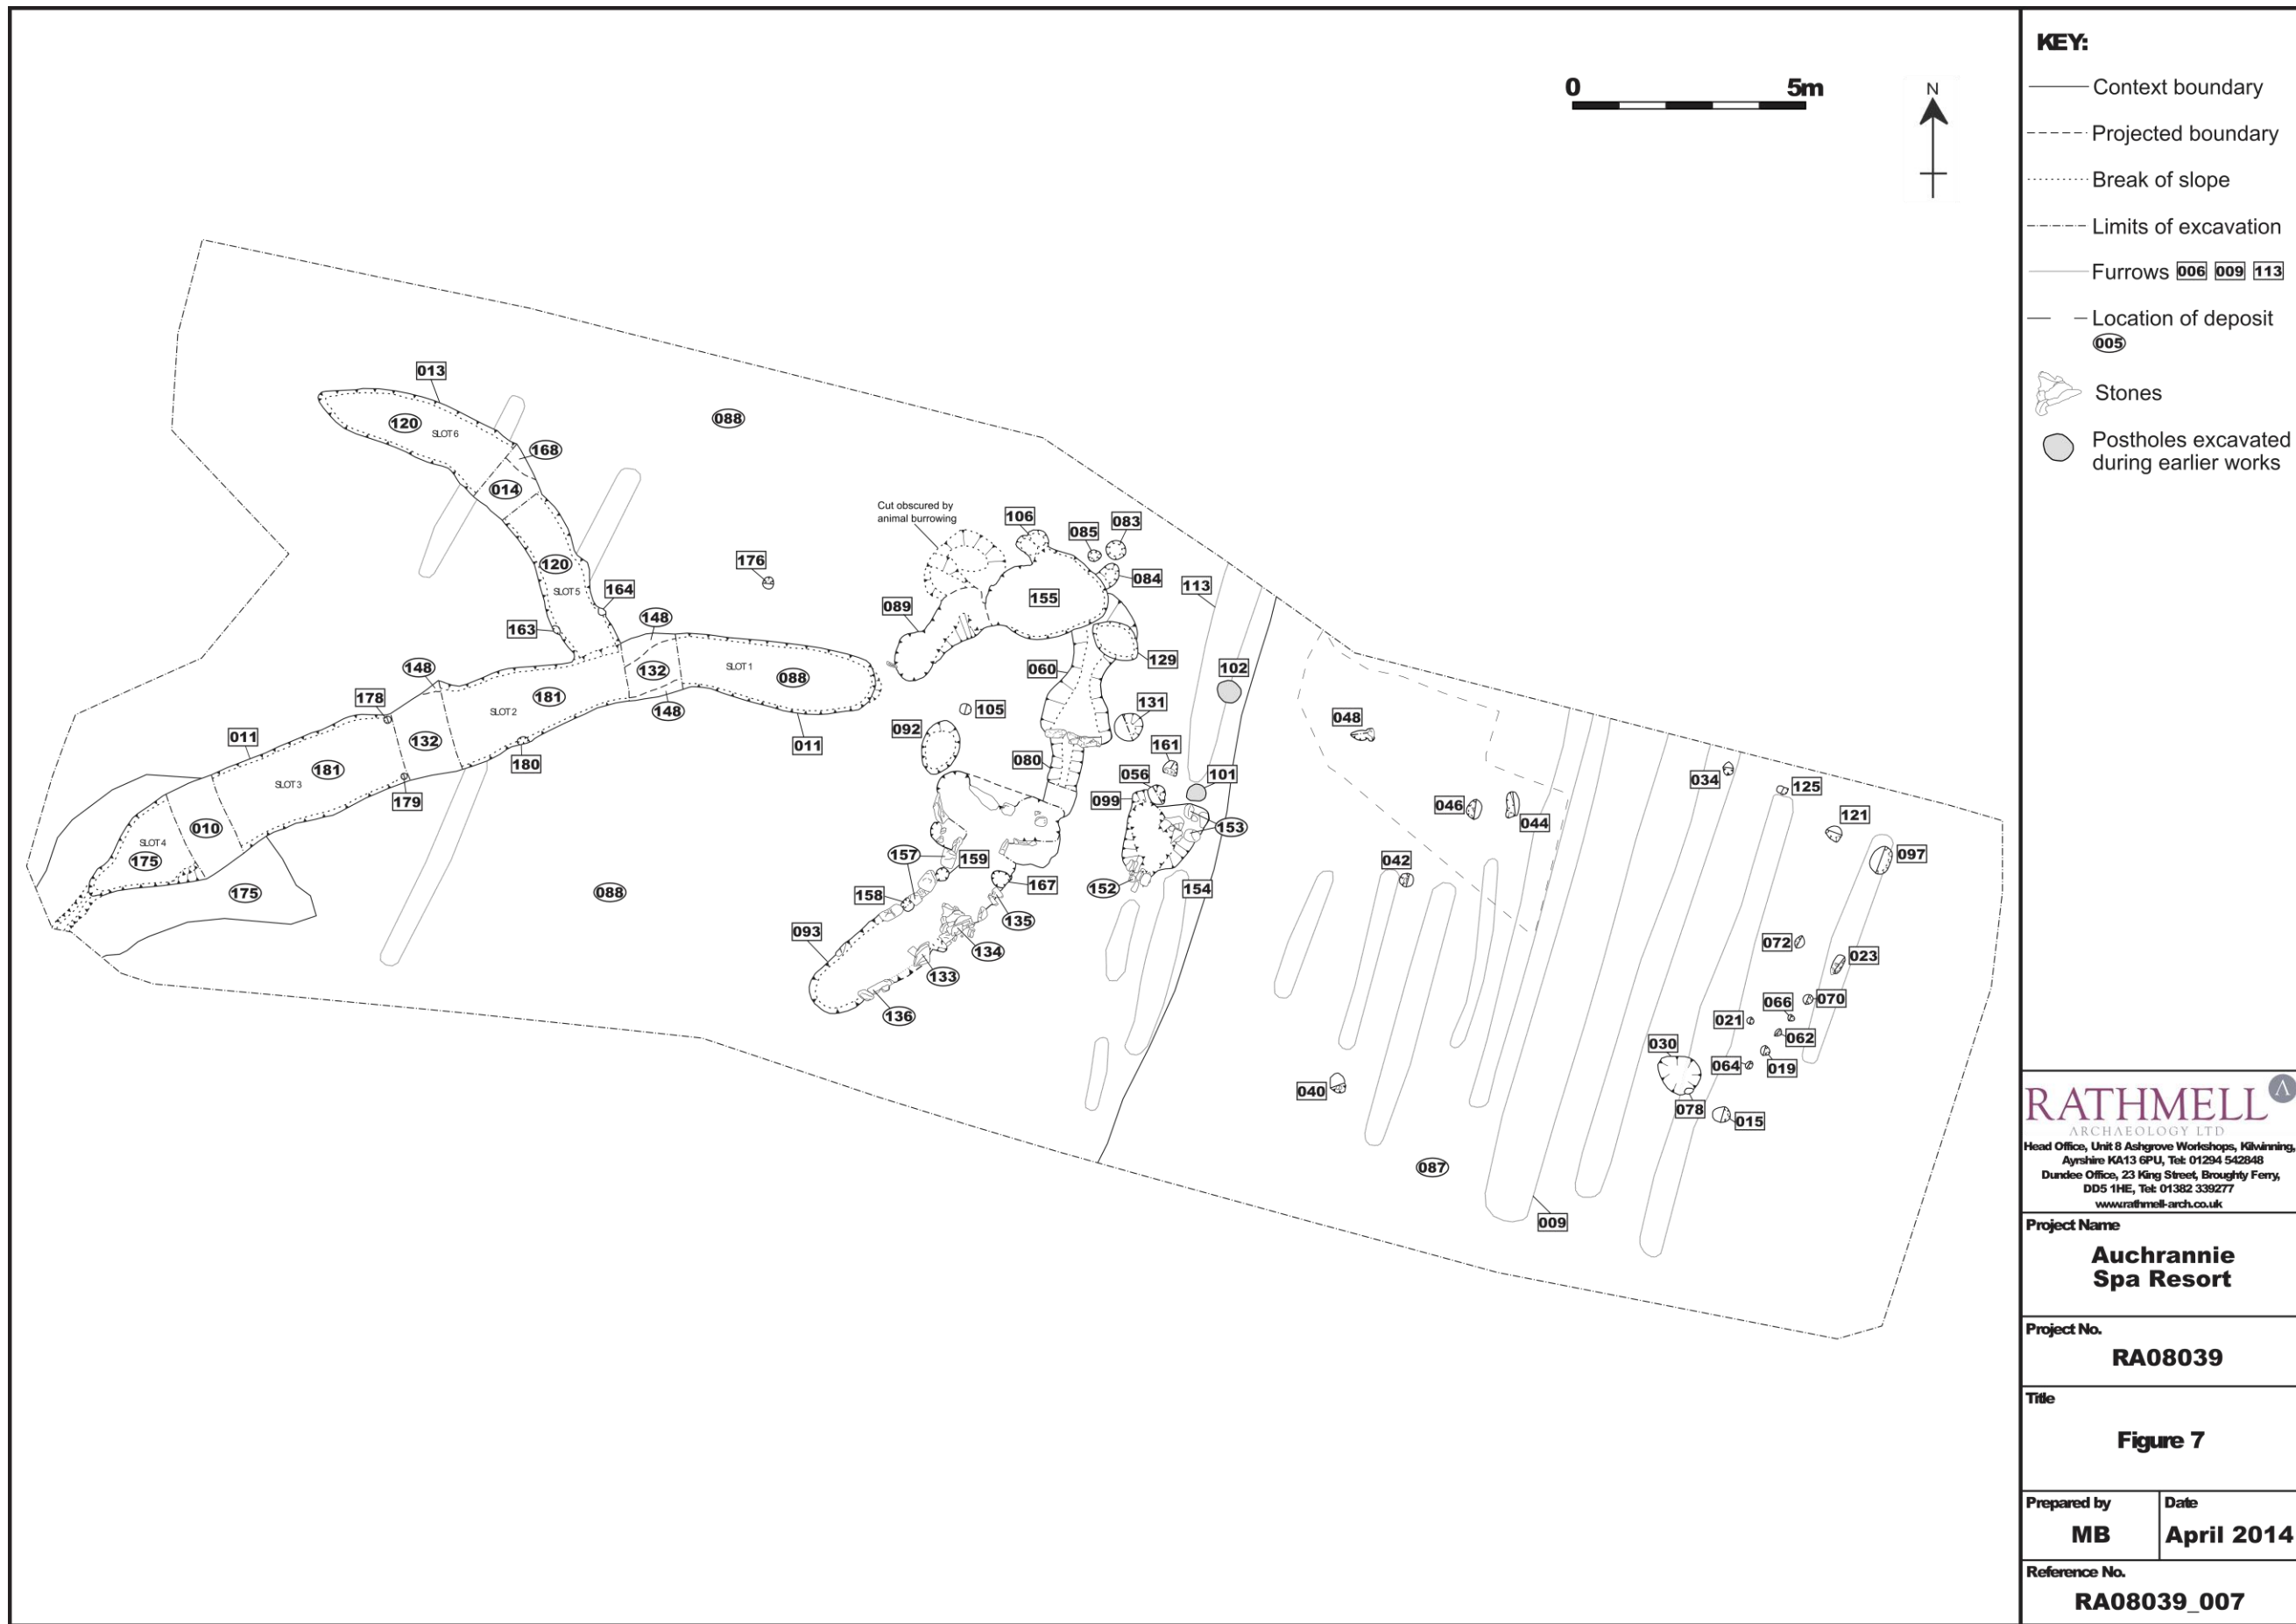 0 5m
N
013
120
SLOT 6
168
014
088
Cut obscured by
animal burrowing
106
085
083
176
120
084
SLOT 5
164
113
155
089
163
148
129
148
060
102
132
SLOT 1
088
181
178
SLOT 2
105
131
148
048
092
011
132
011
161
080
180
056
101
034
125
181
SLOT 3
099
046
044
121
179
153
010
SLOT 4
157
159
042
097
175
175
088
158
167
152
154
135
093
134
072
023
133
066
070
136
021
062
030
064
019
040
078
015
087
009
KEY:
Context boundary
Projected boundary
Break of slope
Limits of excavation
Furrows 006 009 113
Location of deposit
005
Stones
Postholes excavated
during earlier works
RATHMELL Λ
ARCHAEOLOGY LTD
Head Office, Unit 8 Ashgrove Workshops, Kilwinning,
Ayrshire KA13 6PU, Tel: 01294 542848
Dundee Office, 23 King Street, Broughty Ferry,
DD5 1HE, Tel: 01382 339277
www.rathmell-arch.co.uk
Project Name
Auchrannie
Spa Resort
Project No.
RA08039
Title
Figure 7
Prepared by
MB
Date
April 2014
Reference No.
RA08039_007